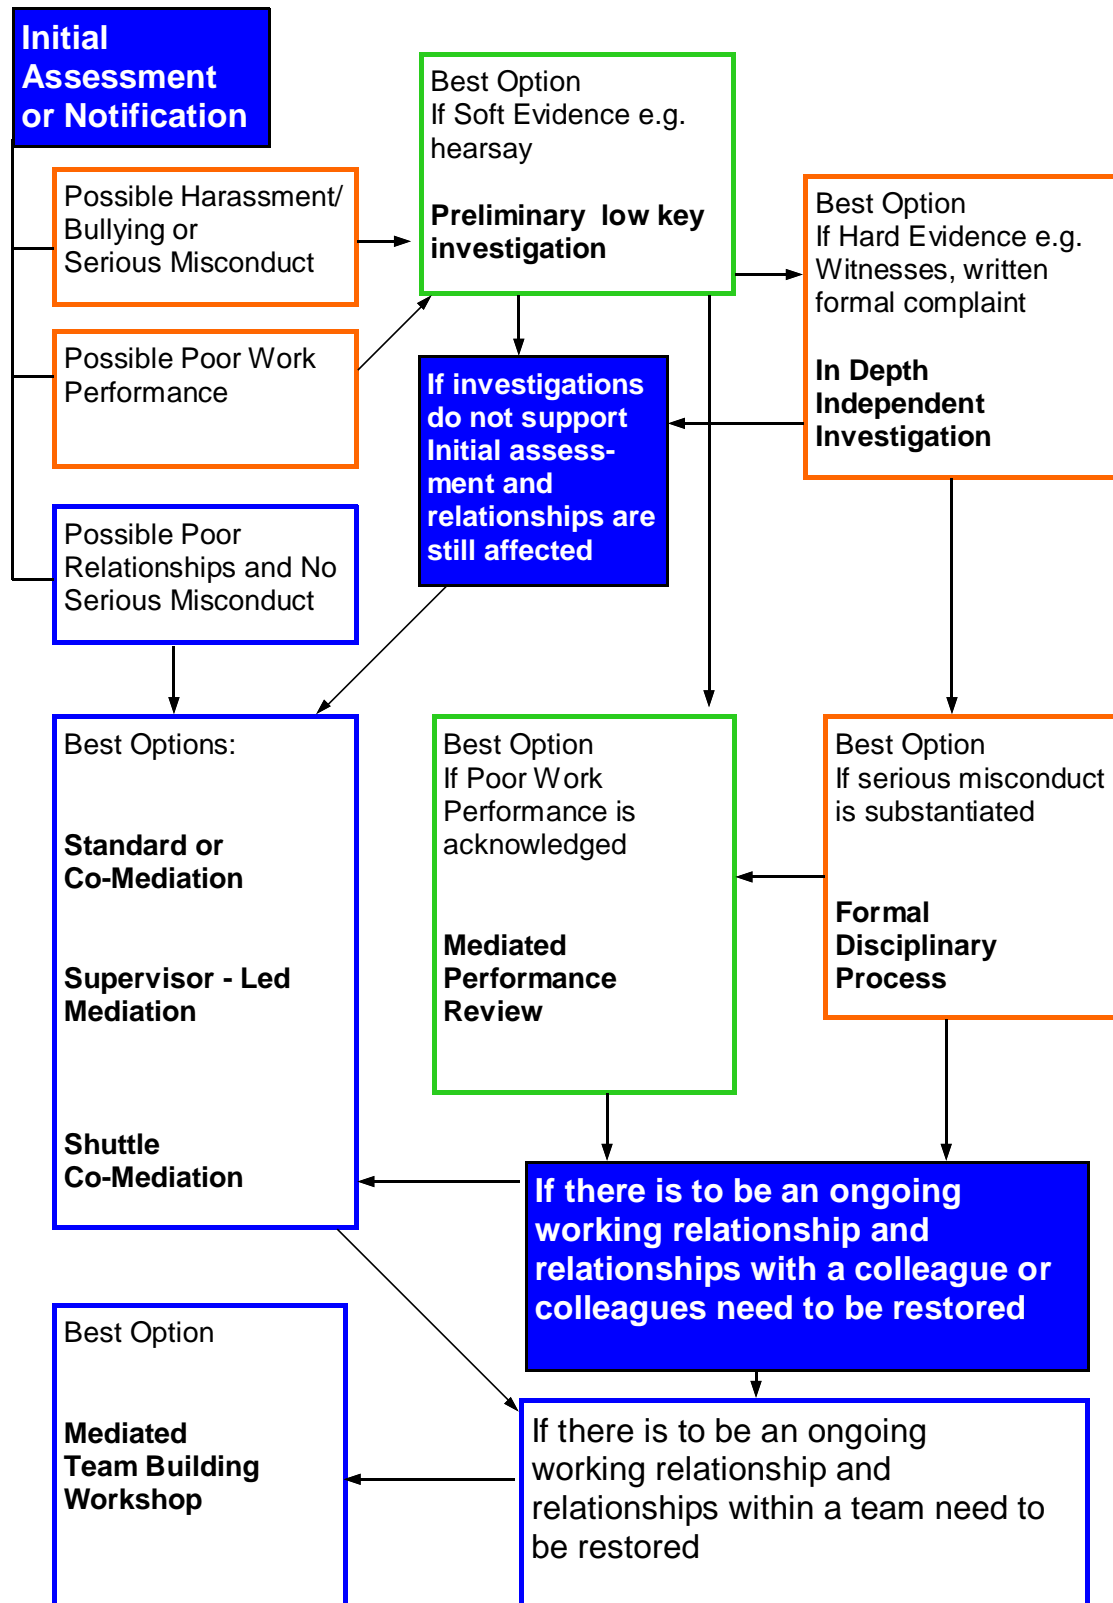 Initial
Assessment
or Notification
Best Option
If Soft Evidence e.g.
hearsay
Preliminary low key
investigation
Possible Harassment/
Bullying or
Serious Misconduct
Best Option
If Hard Evidence e.g.
Witnesses, written
formal complaint
In Depth
Independent
Investigation
Possible Poor Work
Performance
If investigations
do not support
Initial assess-
ment and
relationships are
still affected
Possible Poor
Relationships and No
Serious Misconduct
Best Options:
Standard or
Co-Mediation
Supervisor - Led
Mediation
Shuttle
Co-Mediation
Best Option
If Poor Work
Performance is
acknowledged
Mediated
Performance
Review
Best Option
If serious misconduct
is substantiated
Formal
Disciplinary
Process
If there is to be an ongoing
working relationship and
relationships with a colleague or
colleagues need to be restored
Best Option
Mediated
Team Building
Workshop
If there is to be an ongoing
working relationship and
relationships within a team need to
be restored